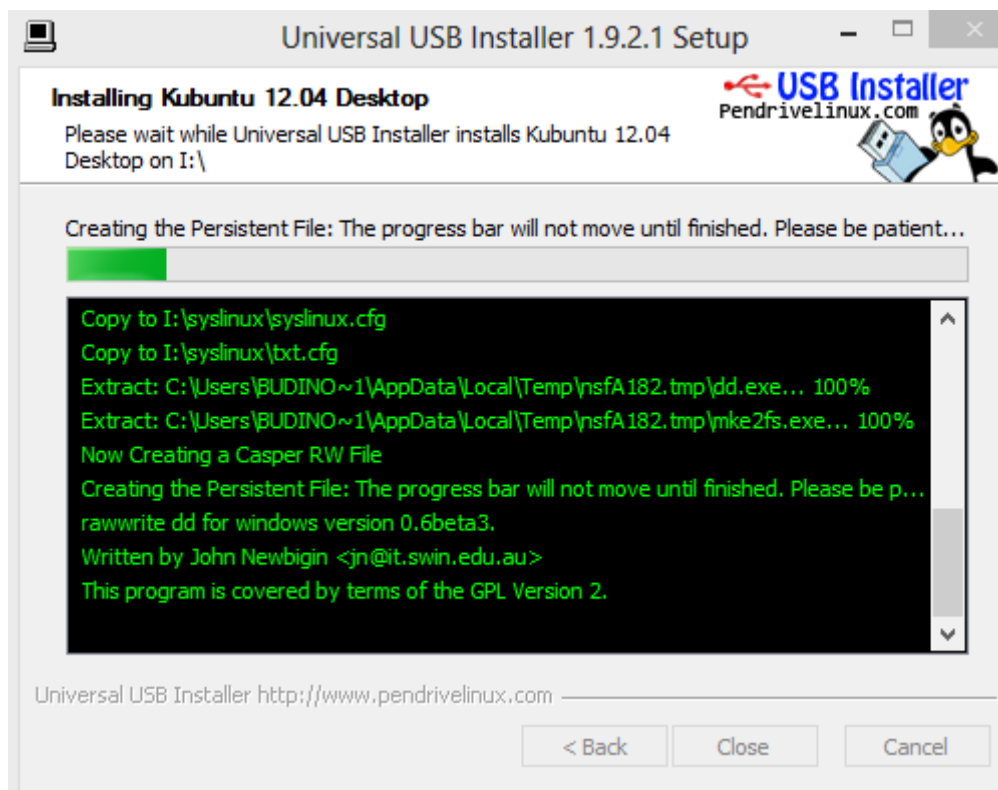 Universal USB Installer 1.9.2.1 Setup
Installing Kubuntu 12.04 Desktop
Please wait while Universal USB Installer installs Kubuntu 12.04
Desktop on I:\
USB Installer
Pendrivelinux.com
Creating the Persistent File: The progress bar will not move until finished. Please be patient...
Copy to I:\syslinux\syslinux.cfg
Copy to I:\syslinux\txt.cfg
Extract: C:\Users\BUDINO~1\AppData\Local\Temp\nsfA182.tmp\dd.exe... 100%
Extract: C:\Users\BUDINO~1\AppData\Local\Temp\nsfA182.tmp\mke2fs.exe... 100%
Now Creating a Casper RW File
Creating the Persistent File: The progress bar will not move until finished. Please be p...
rawwrite dd for windows version 0.6beta3.
Written by John Newbigin <jn@it.swin.edu.au>
This program is covered by terms of the GPL Version 2.
Universal USB Installer http://www.pendrivelinux.com
< Back Close Cancel